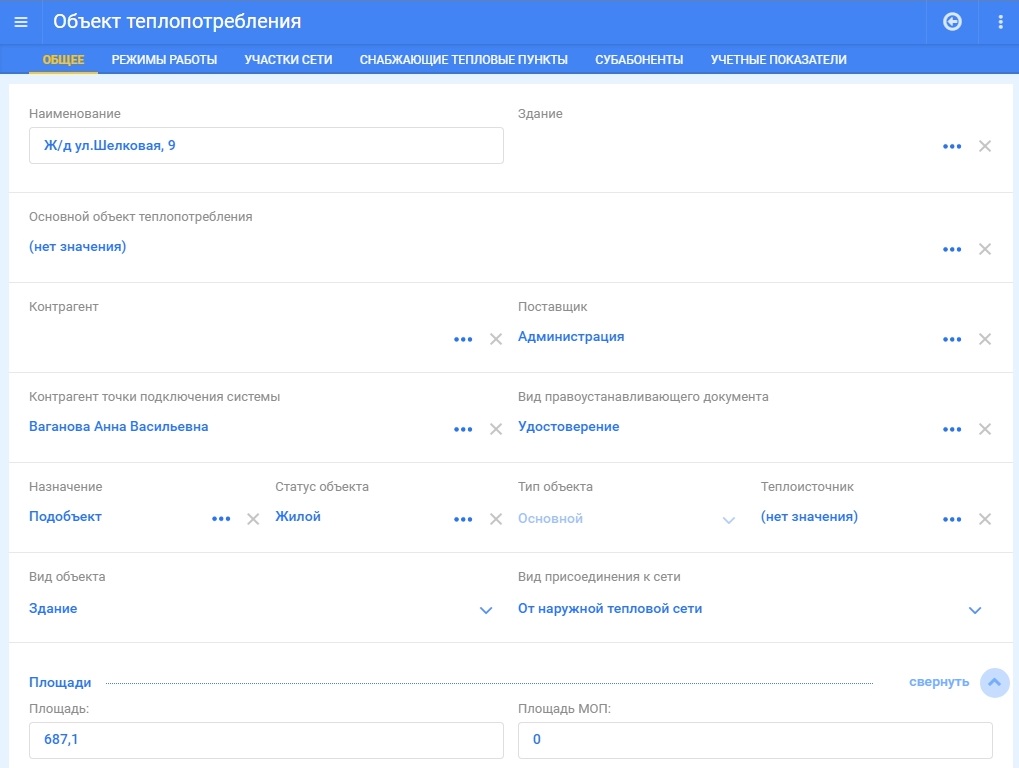 Объект теплопотребления
ОБЩЕЕ РЕЖИМЫ РАБОТЫ УЧАСТКИ СЕТИ СНАБЖАЮЩИЕ ТЕПЛОВЫЕ ПУНКТЫ СУБАБОНЕНТЫ УЧЕТНЫЕ ПОКАЗАТЕЛИ
Наименование Здание
Ж/д ул.Шелковая, 9
Основной объект теплопотребления
(нет значения)
Контрагент Поставщик
Администрация
Контрагент точки подключения системы Вид правоустанавливающего документа
Ваганова Анна Васильевна Удостоверение
Назначение Статус объекта Тип объекта Теплоисточник
Подобъект Жилой Основной (нет значения)
Вид объекта Вид присоединения к сети
Здание От наружной тепловой сети
Площади свернуть
Площадь: Площадь МОП:
687,1 0